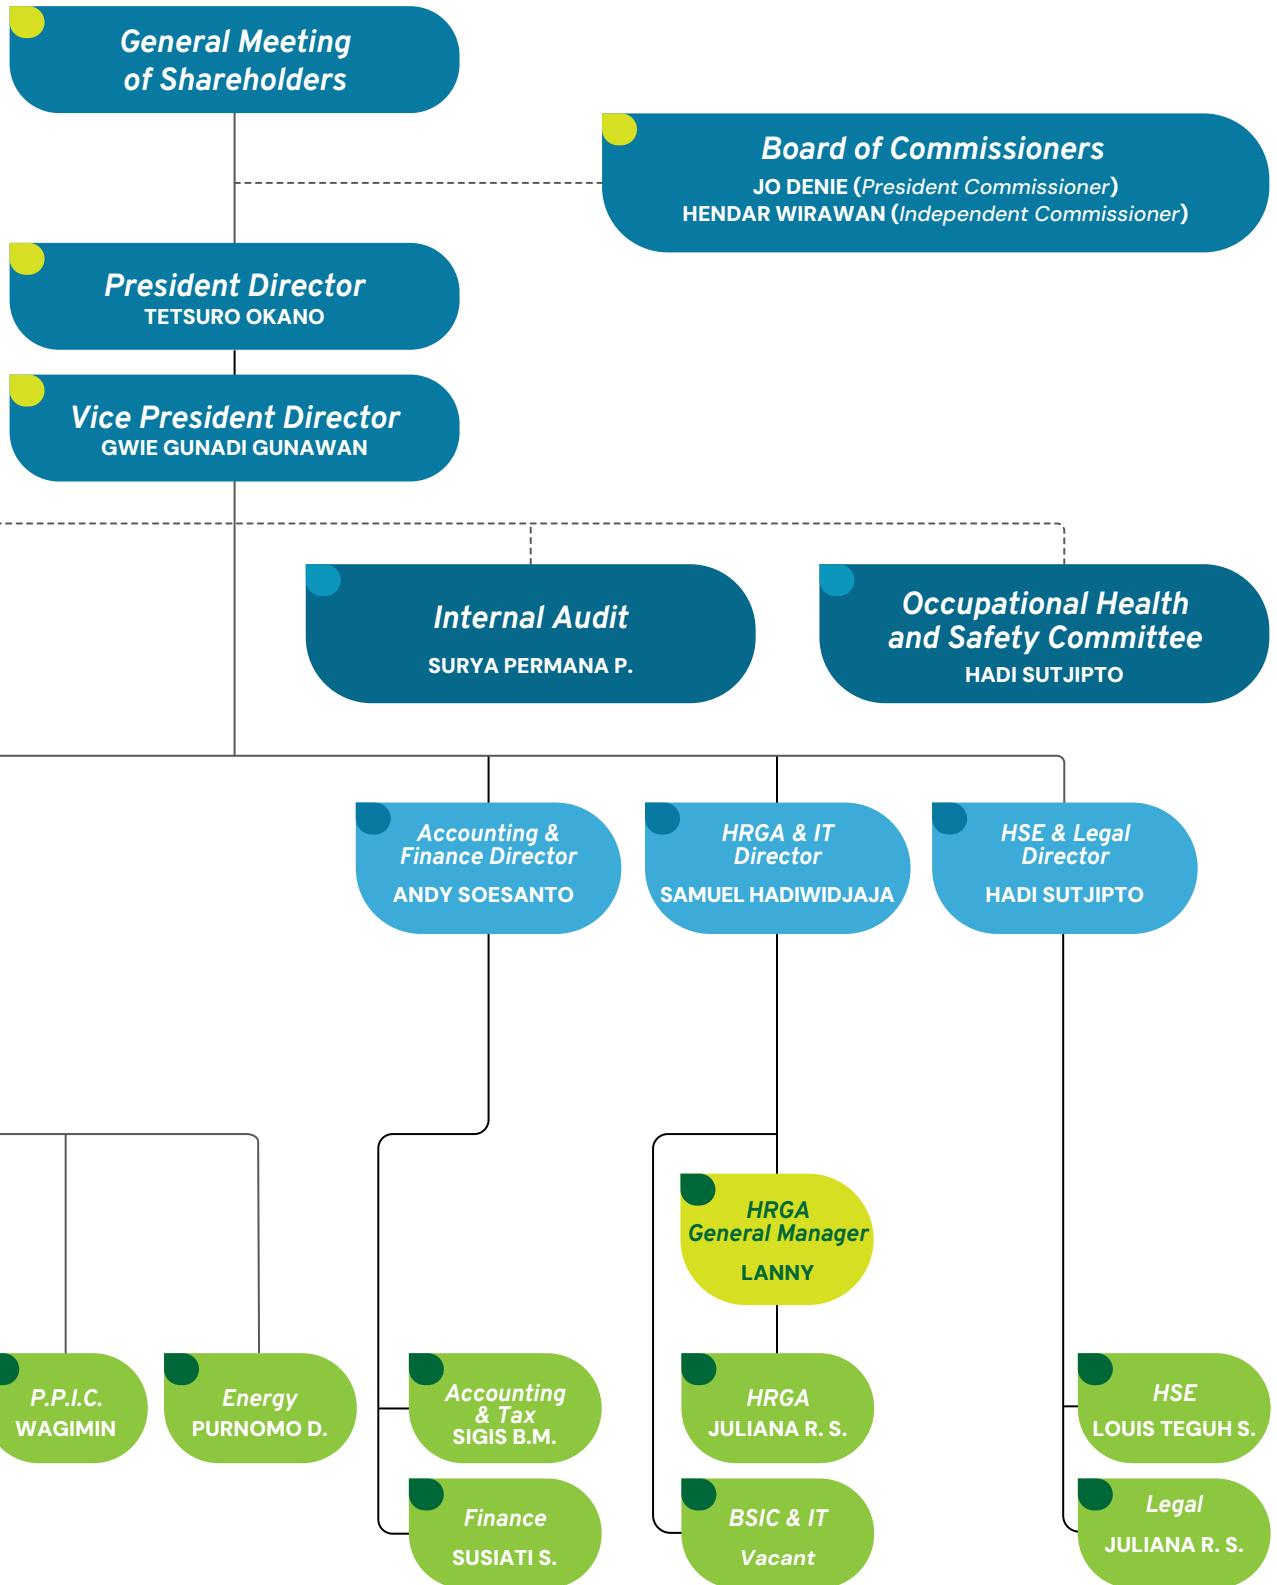 General Meeting
of Shareholders
Board of Commissioners
JO DENIE (President Commissioner)
HENDAR WIRAWAN (Independent Commissioner)
President Director
TETSURO OKANO
Vice President Director
GWIE GUNADI GUNAWAN
Internal Audit
SURYA PERMANA P.
Occupational Health
and Safety Committee
HADI SUTJIPTO
Accounting &
Finance Director
ANDY SOESANTO
HRGA & IT
Director
SAMUEL HADIWIDJAJA
HSE & Legal
Director
HADI SUTJIPTO
HRGA
General Manager
LANNY
P.P.I.C.
WAGIMIN
Energy
PURNOMO D.
Accounting
& Tax
SIGIS B.M.
HRGA
JULIANA R. S.
HSE
LOUIS TEGUH S.
Finance
SUSIATI S.
BSIC & IT
Vacant
Legal
JULIANA R. S.